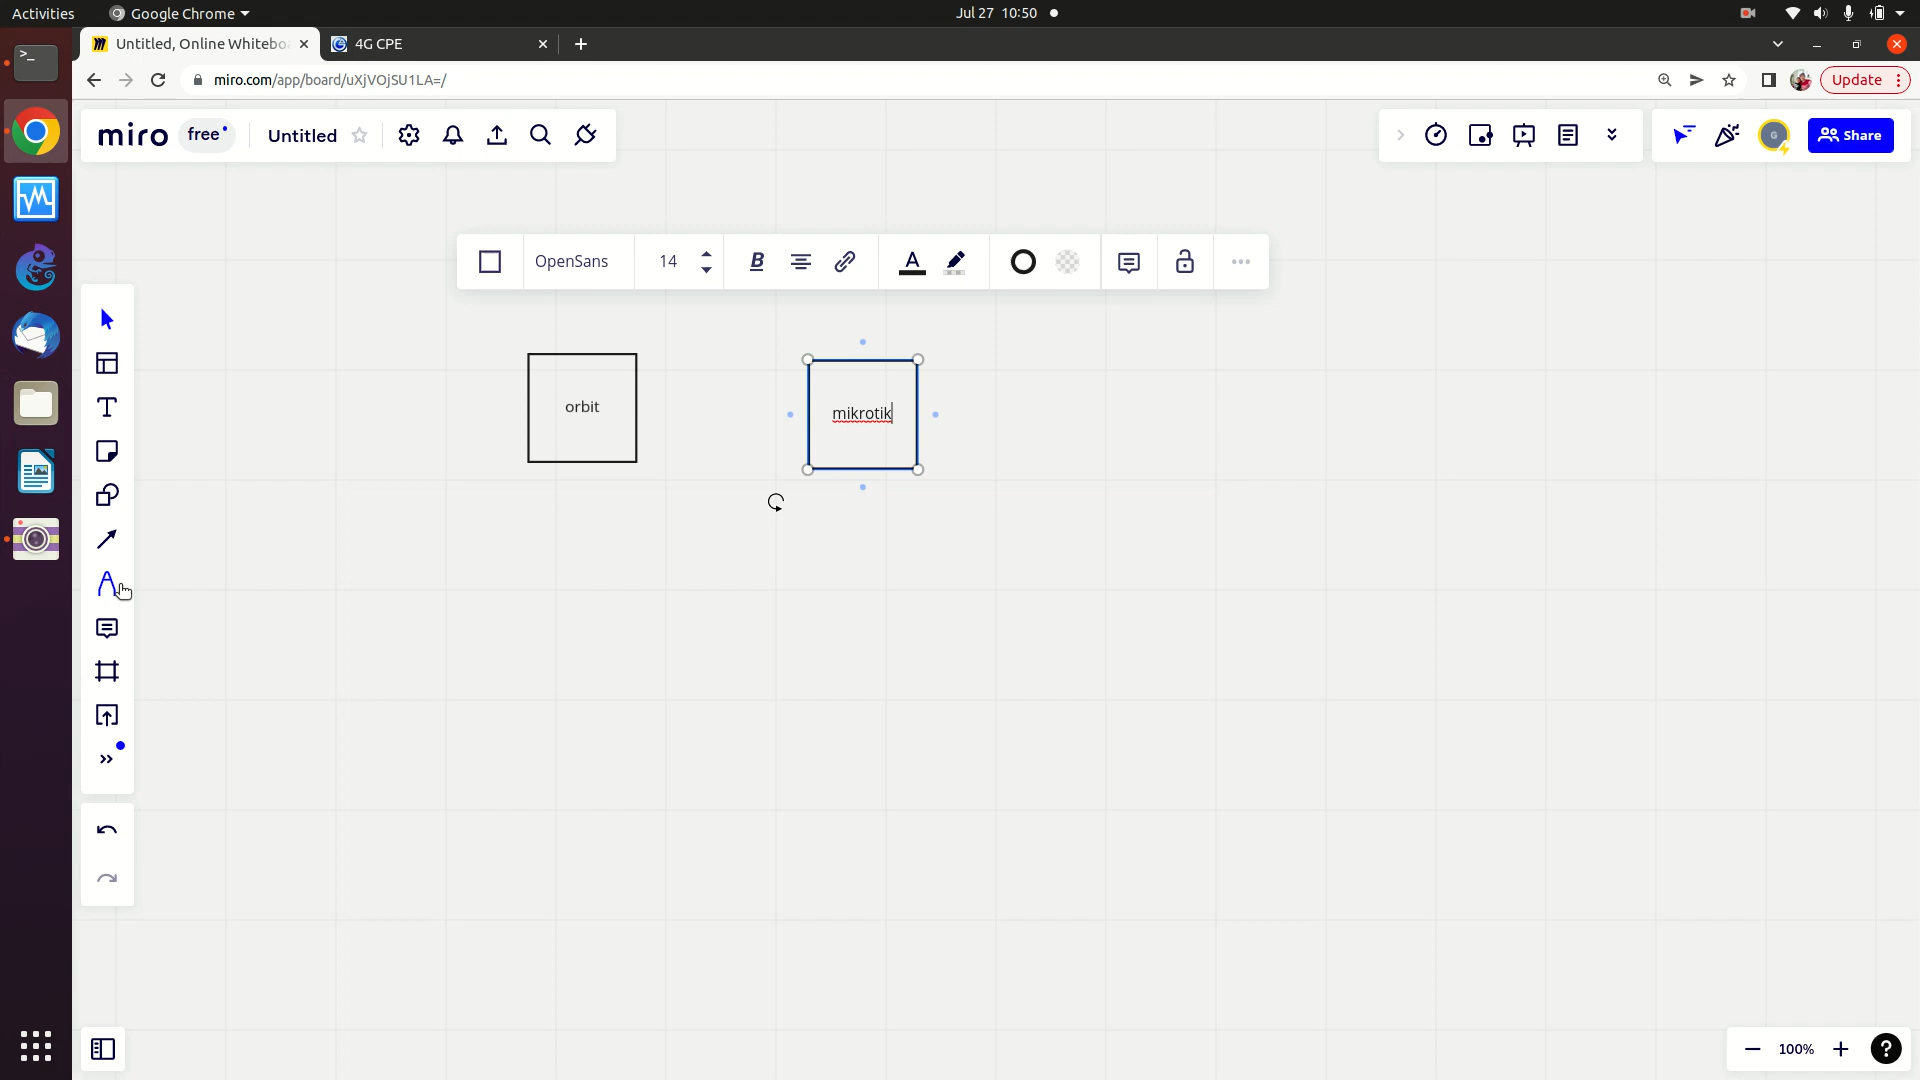 Activities
Google Chrome
Jul 27 10:50
Untitled, Online Whiteboa
4G CPE
miro.com/app/board/uXjVOjSU1LA=/
Update
miro
free
Untitled
Share
OpenSans
14
B
A
orbit
mikrotik
100%